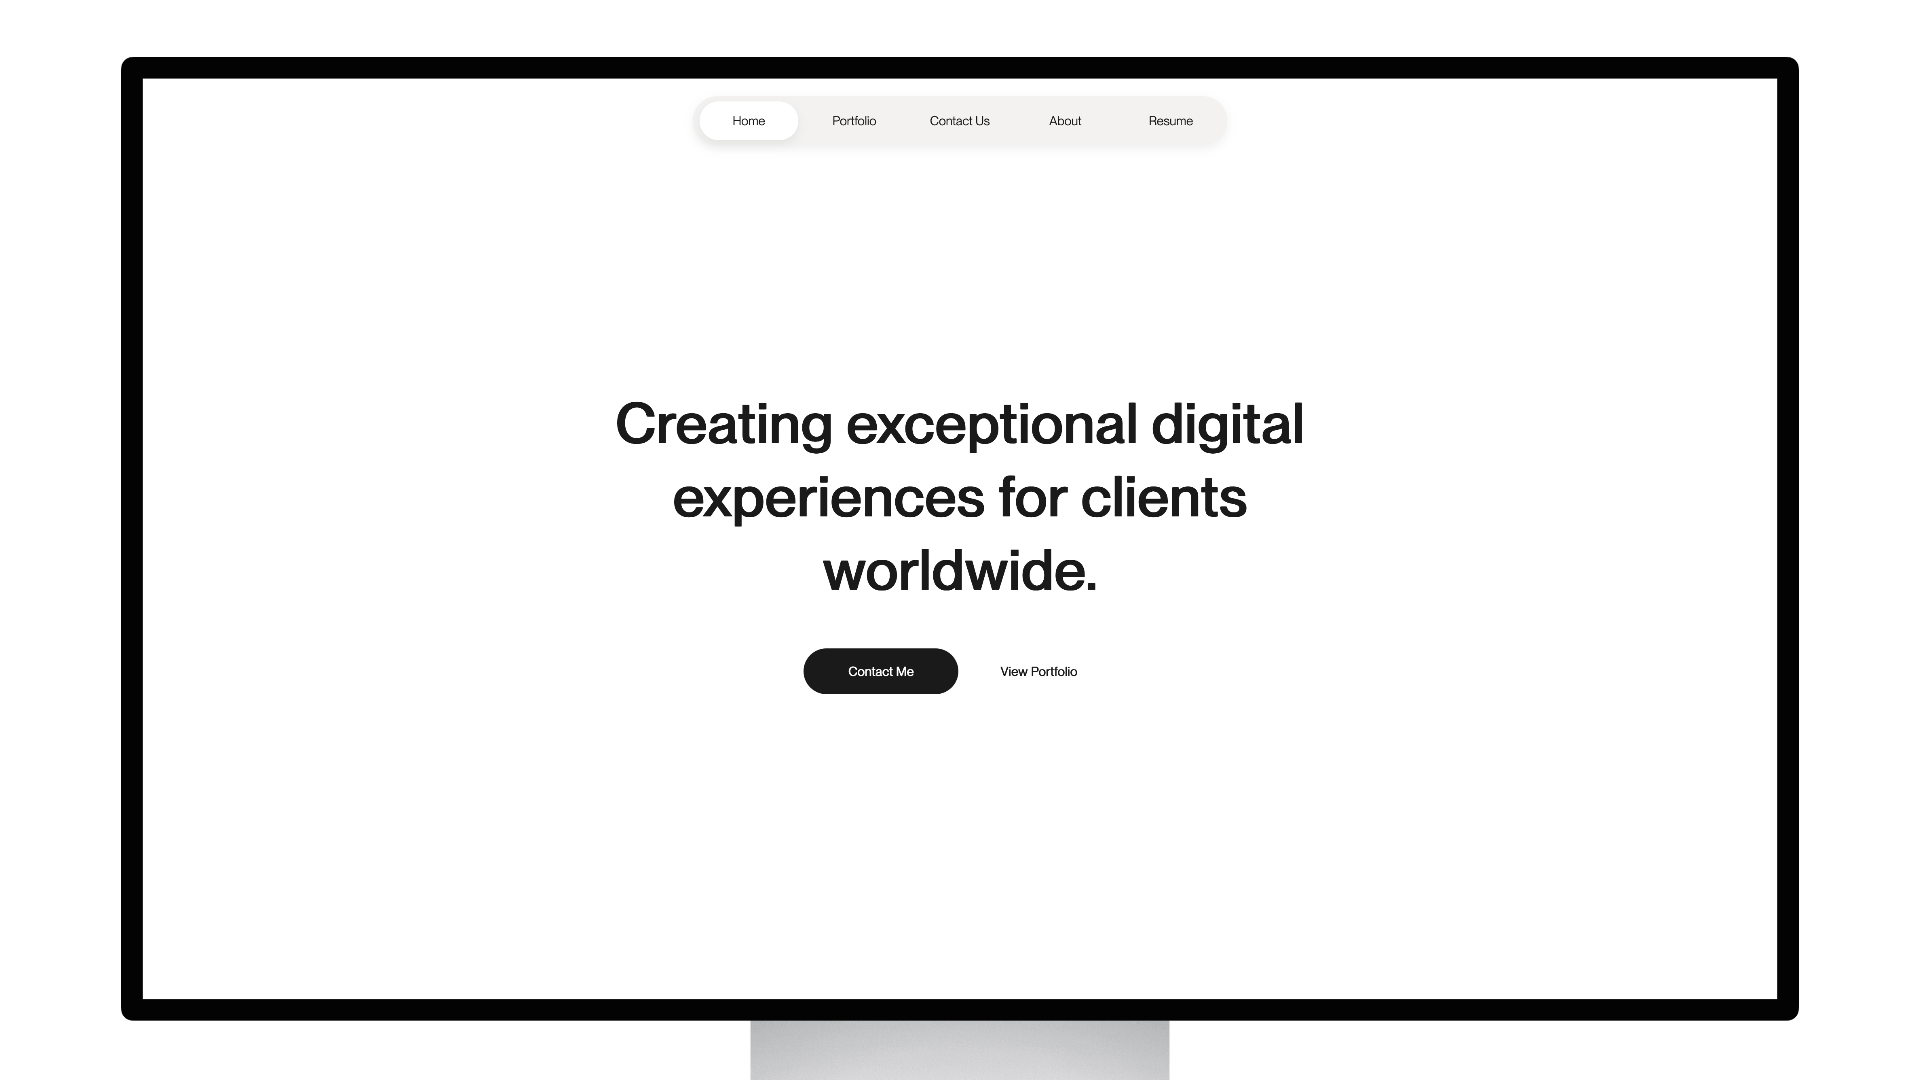 Home Portfolio Contact Us About Resume
Creating exceptional digital
experiences for clients
worldwide.
Contact Me View Portfolio